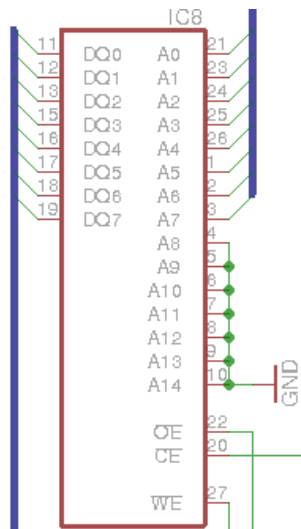 IC8
11 DQ0 A0 21
12 DQ1 A1 23
13 DQ2 A2 24
15 DQ3 A3 25
16 DQ4 A4 26
17 DQ5 A5 1
18 DQ6 A6 2
19 DQ7 A7 3
A8 4
A9 5
A10 6
A11 7
A12 8
A13 9
A14 10
GND
OE 22
CE 20
WE 27